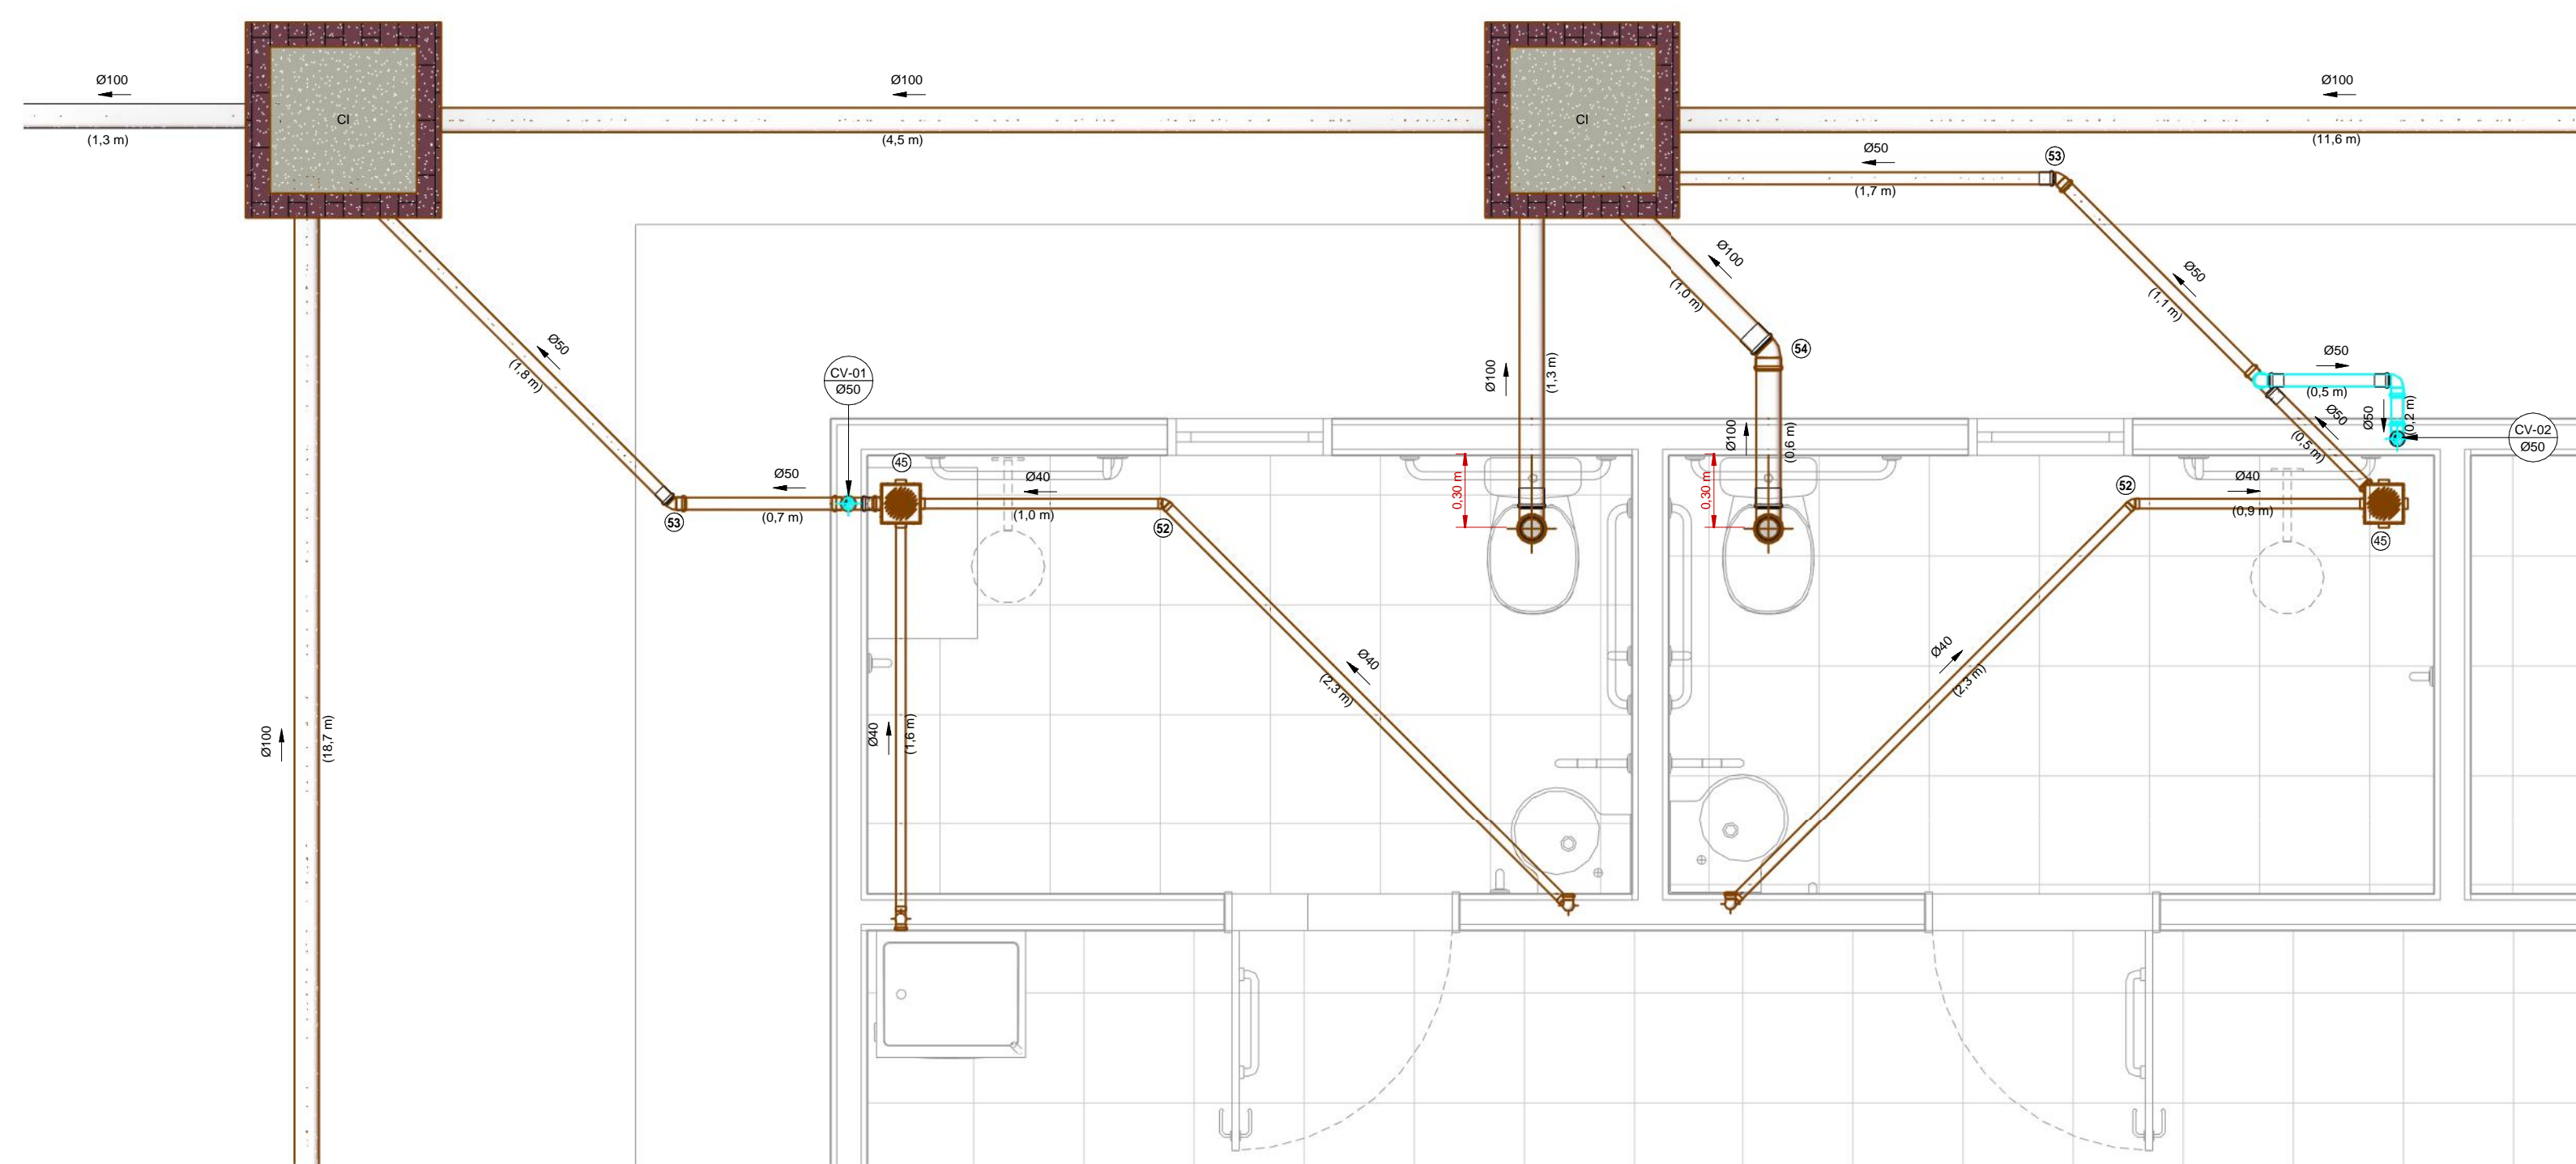 Ø100
(1,3 m)
CI
Ø100
(4,5 m)
CI
Ø100
(11,6 m)
Ø50
(1,7 m)
53
Ø50
(1,1 m)
Ø100
(1,0 m)
54
Ø50
(1,8 m)
CV-01
Ø50
Ø100
(1,3 m)
Ø100
(0,6 m)
Ø50
(0,5 m)
Ø50
(0,2 m)
Ø50
(0,5 m)
CV-02
Ø50
45
Ø50
(0,7 m)
53
Ø40
(1,0 m)
52
0,30 m
0,30 m
52
Ø40
(0,9 m)
45
Ø40
(2,3 m)
Ø40
(2,3 m)
Ø40
(1,6 m)
Ø100
(18,7 m)